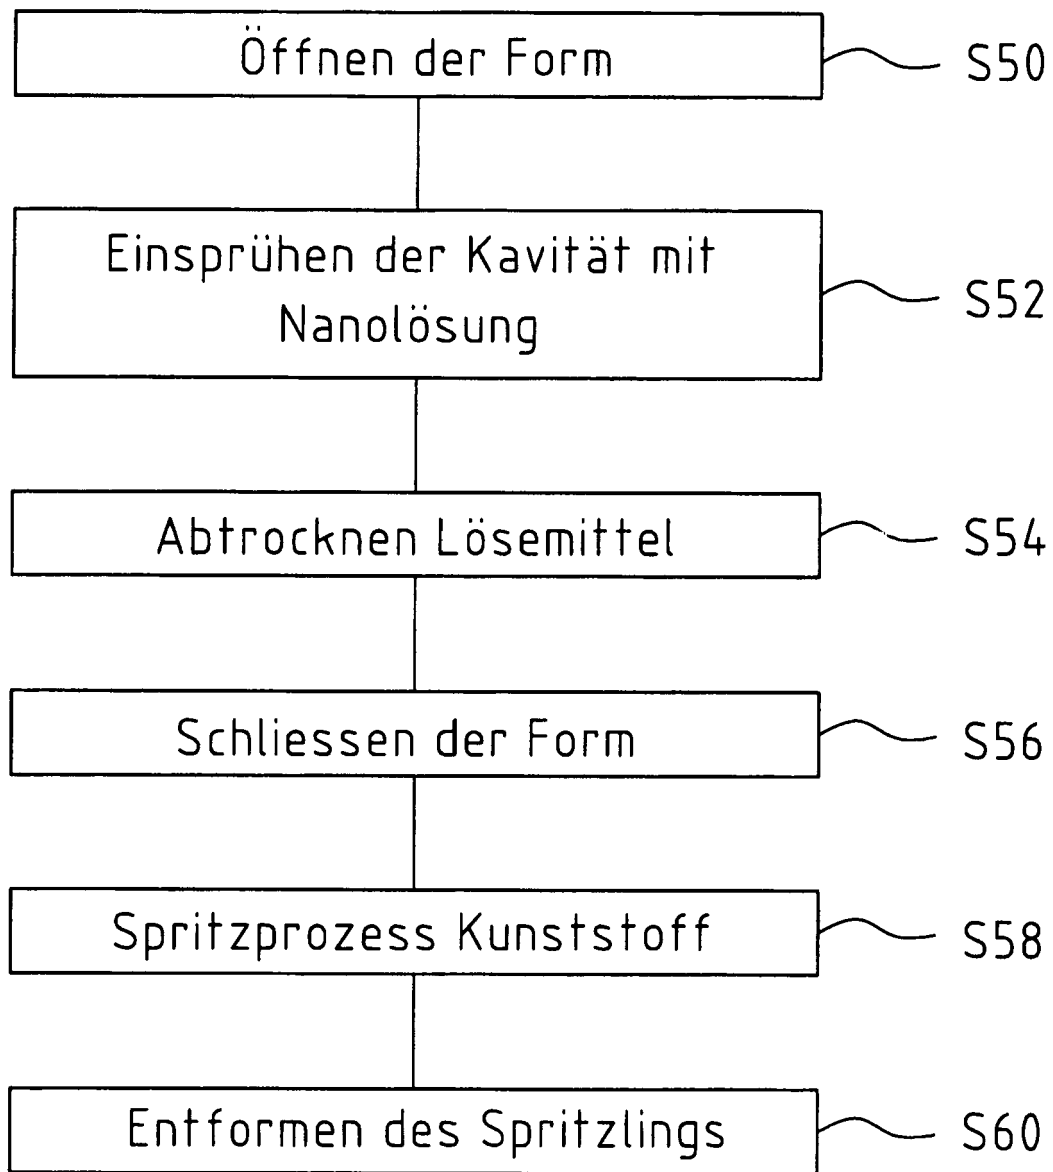 Öffnen der Form
S50
Einsprühen der Kavität mit
Nanolösung
S52
Abtrocknen Lösemittel
S54
Schliessen der Form
S56
Spritzprozess Kunststoff
S58
Entformen des Spritzlings
S60